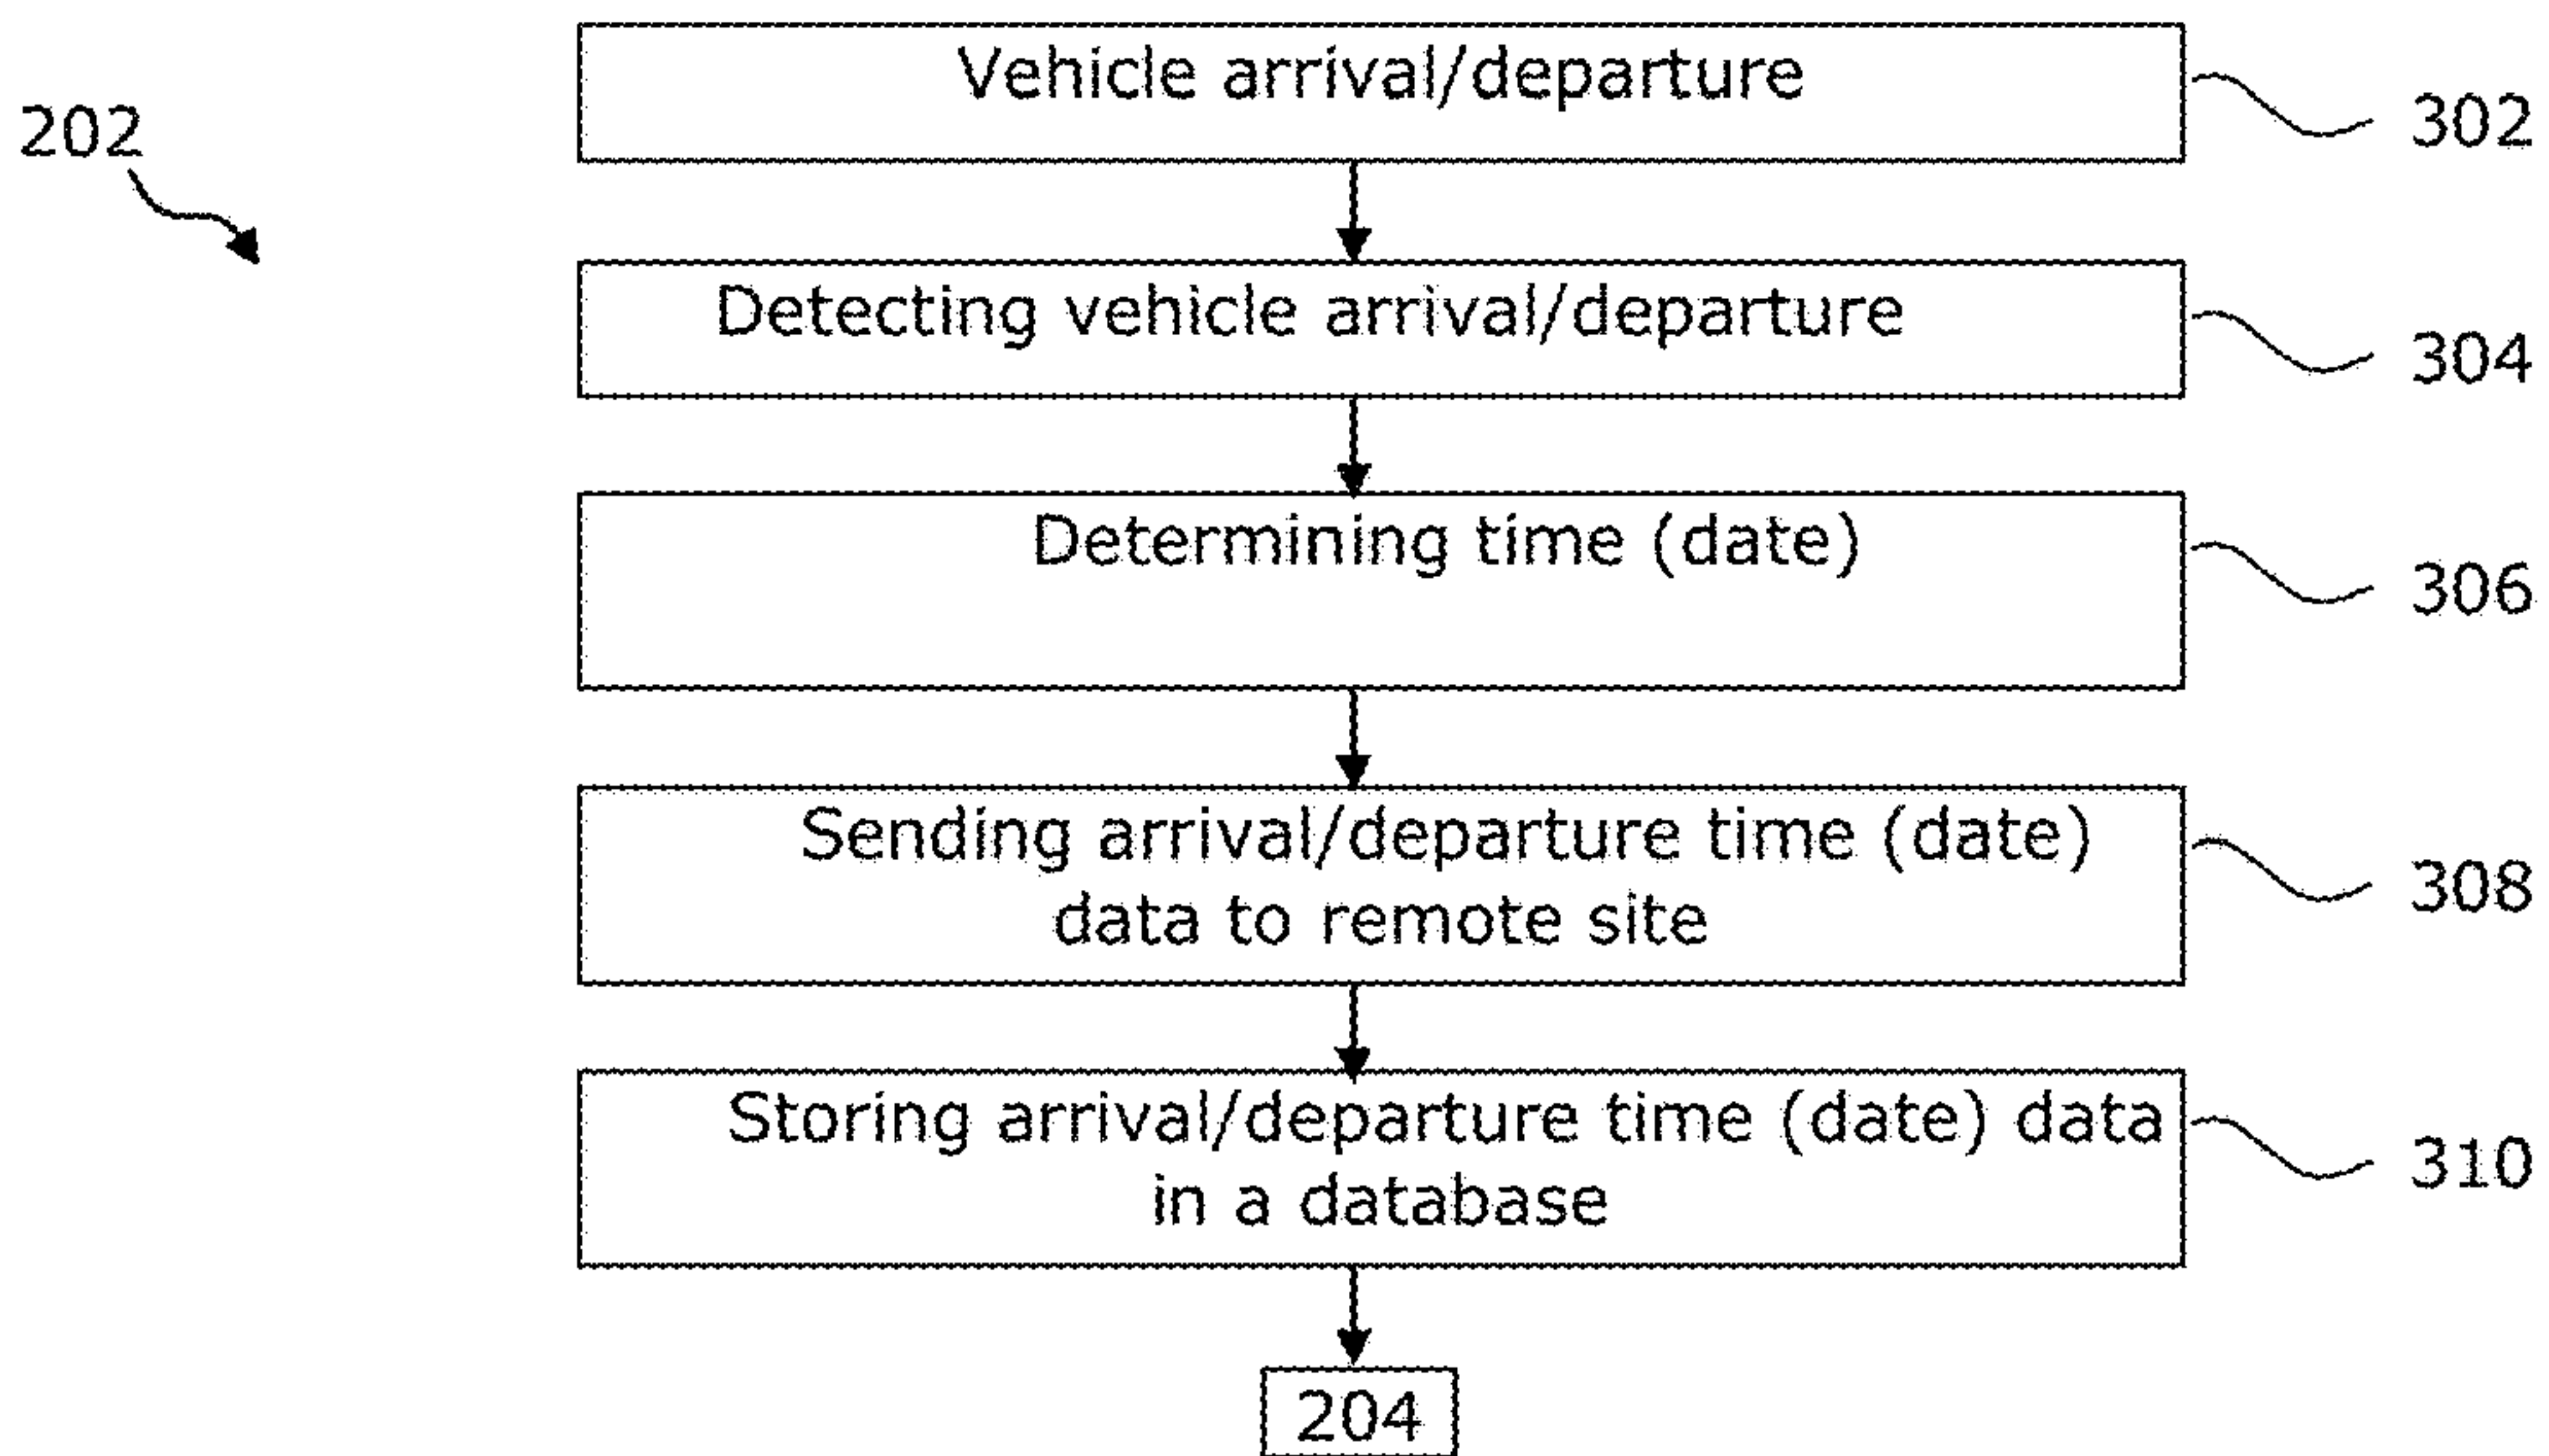 Vehicle arrival/departure
202
302
Detecting vehicle arrival/departure
304
Determining time (date)
306
Sending arrival/departure time (date)
data to remote site
308
Storing arrival/departure time (date) data
in a database
310
204